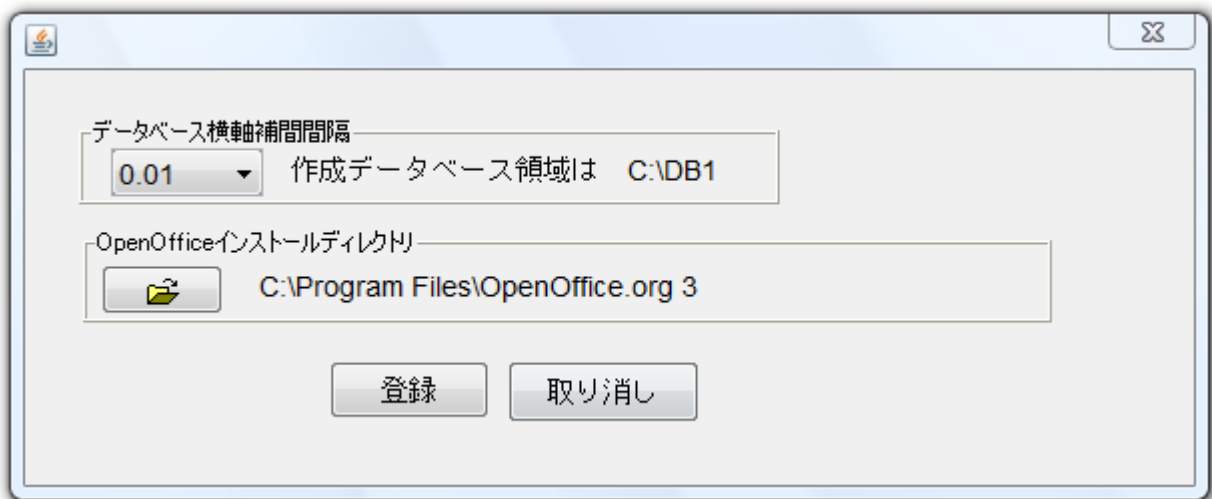 データベース横軸補間間隔
0.01 作成データベース領域は C:\DB1
OpenOfficeインストールディレクトリ
C:\Program Files\OpenOffice.org 3
登録 取り消し